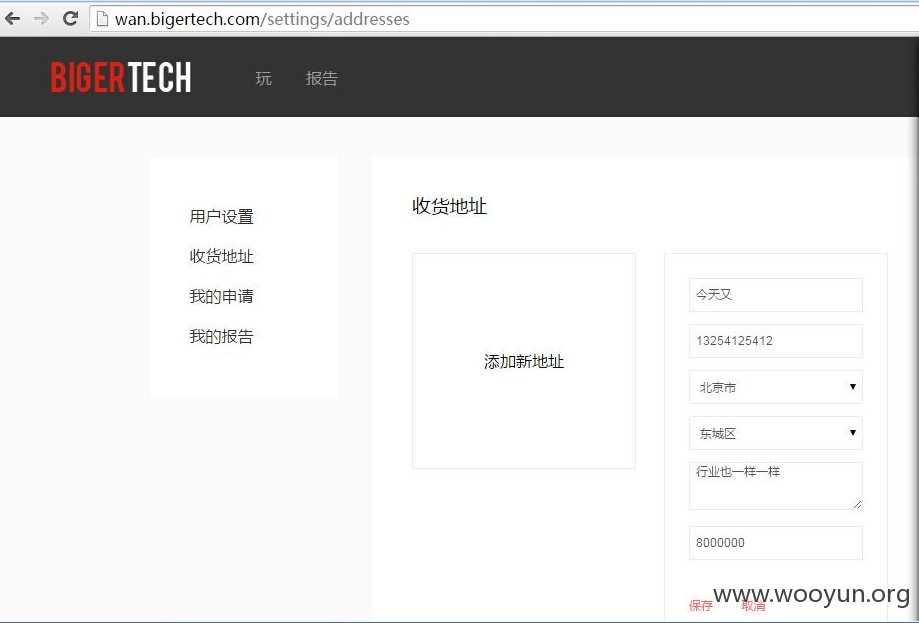 wan.bigertech.com/settings/addresses
BIGERTECH 玩 报告
用户设置
收货地址
我的申请
我的报告
收货地址
添加新地址
今天又
13254125412
北京市
东城区
行业也一样一样
8000000
保存 取消
www.wooyun.org